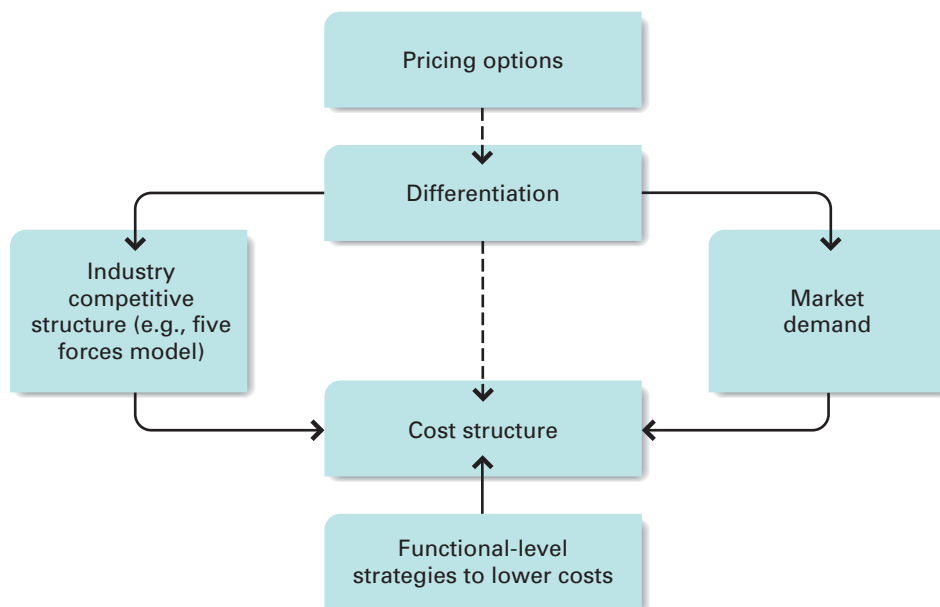 Pricing options
Differentiation
Industry
competitive
structure (e.g., five
forces model)
Market
demand
Cost structure
Functional-level
strategies to lower costs